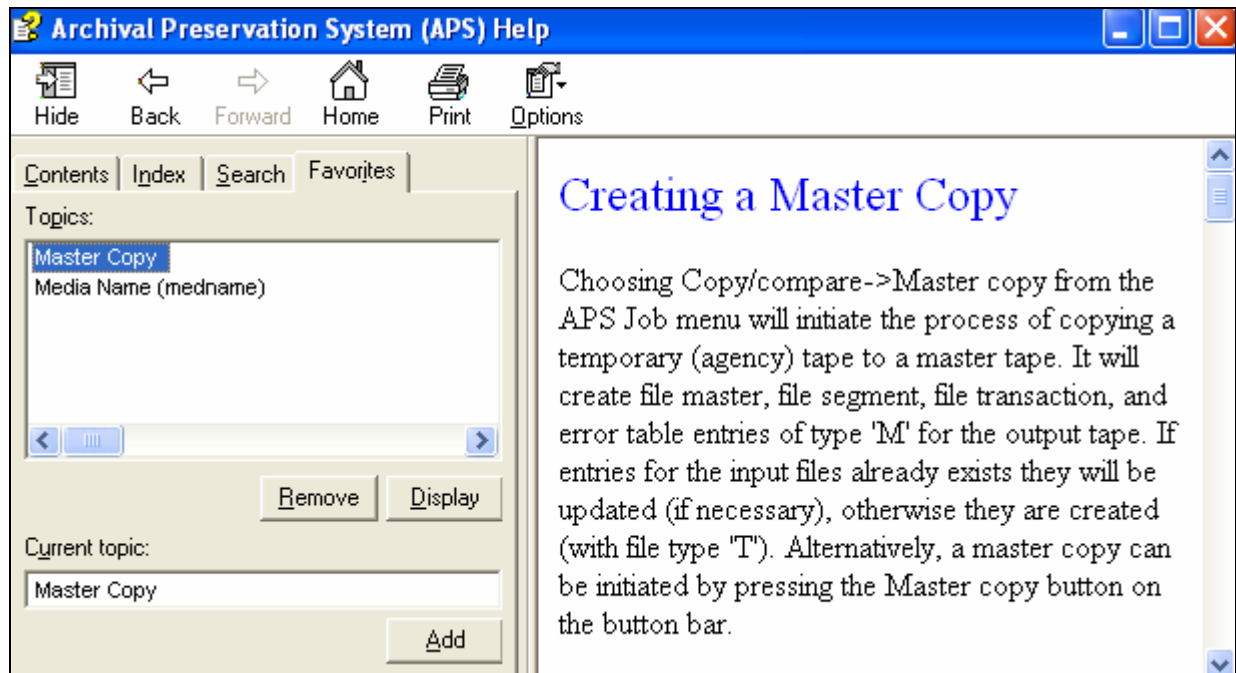 Archival Preservation System (APS) Help
Hide Back Forward Home Print Options
Contents Index Search Favorites
Topics:
Master Copy
Media Name (medname)
Remove Display
Current topic:
Master Copy
Add
Creating a Master Copy
Choosing Copy/compare->Master copy from the
APS Job menu will initiate the process of copying a
temporary (agency) tape to a master tape. It will
create file master, file segment, file transaction, and
error table entries of type 'M' for the output tape. If
entries for the input files already exists they will be
updated (if necessary), otherwise they are created
(with file type 'T'). Alternatively, a master copy can
be initiated by pressing the Master copy button on
the button bar.